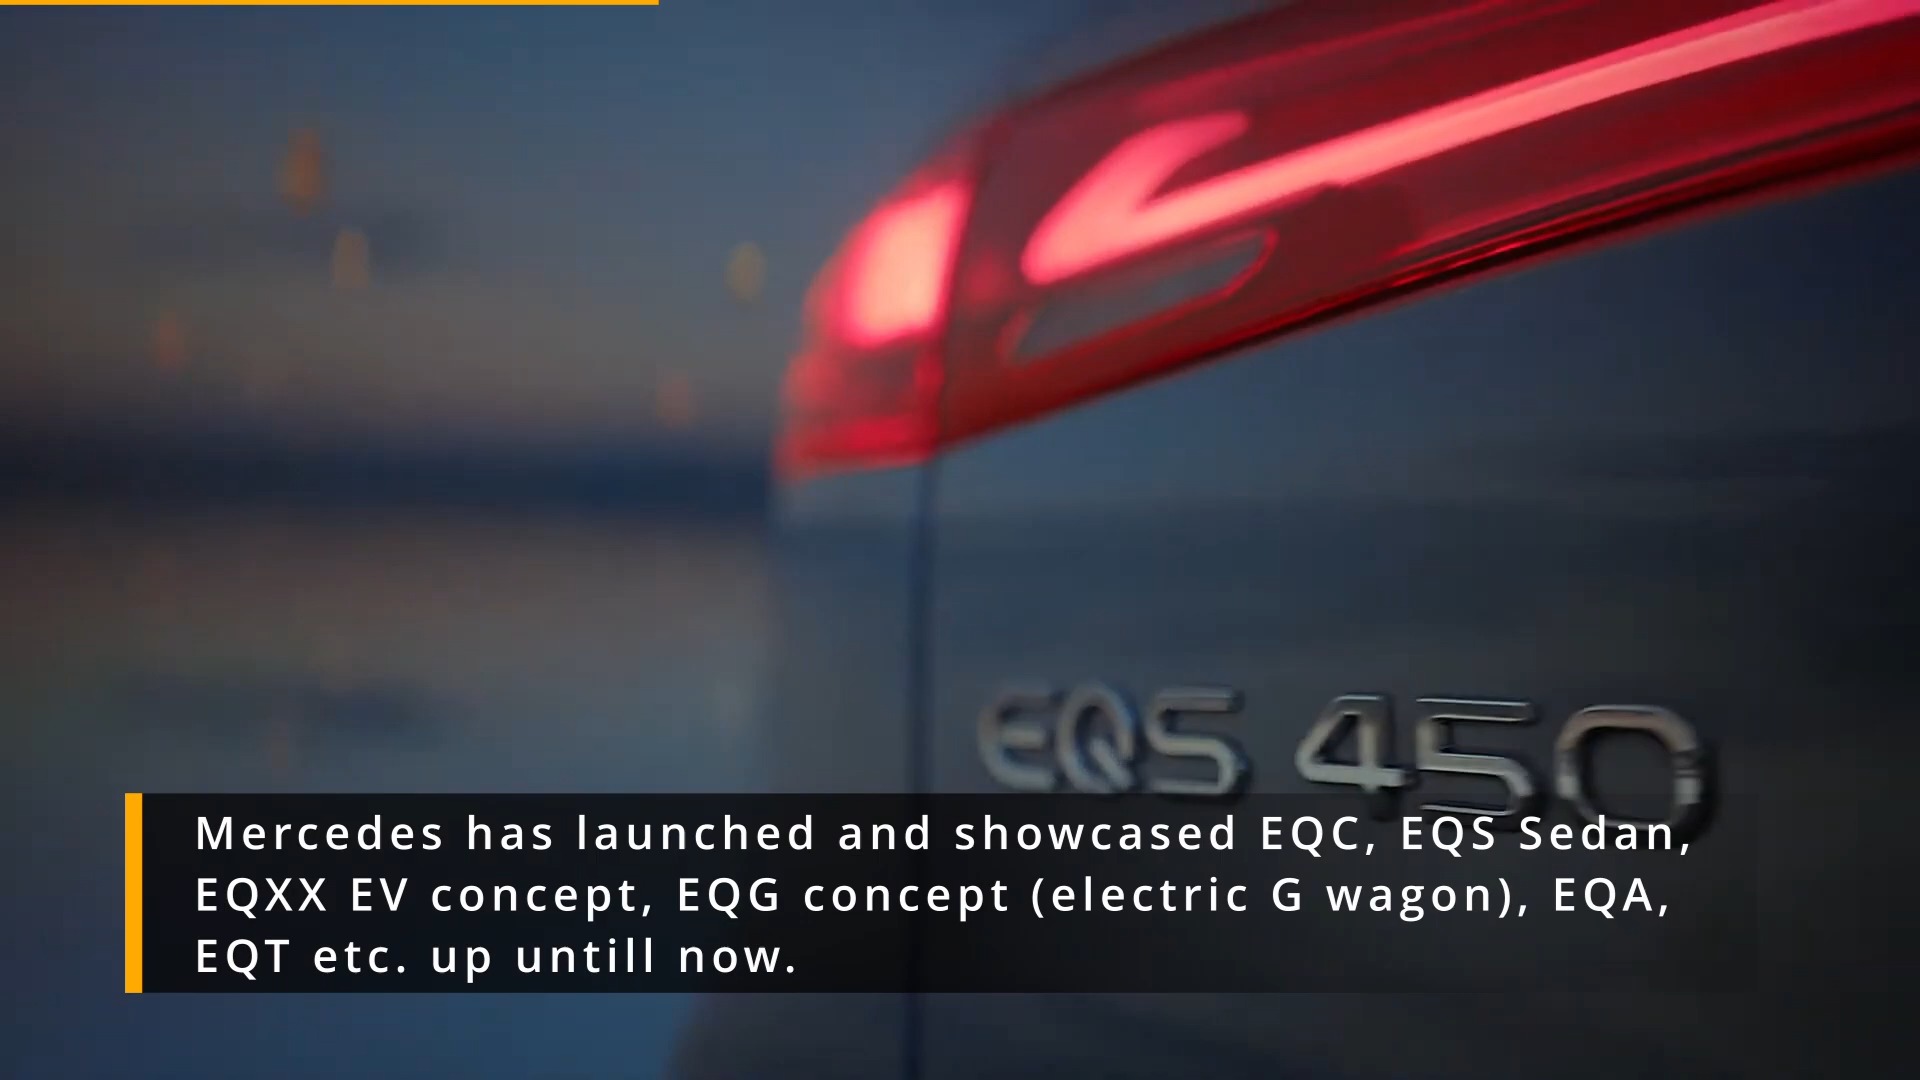 EQS 450
Mercedes has launched and showcased EQC, EQS Sedan,
EQXX EV concept, EQG concept (electric G wagon), EQA,
EQT etc. up untill now.